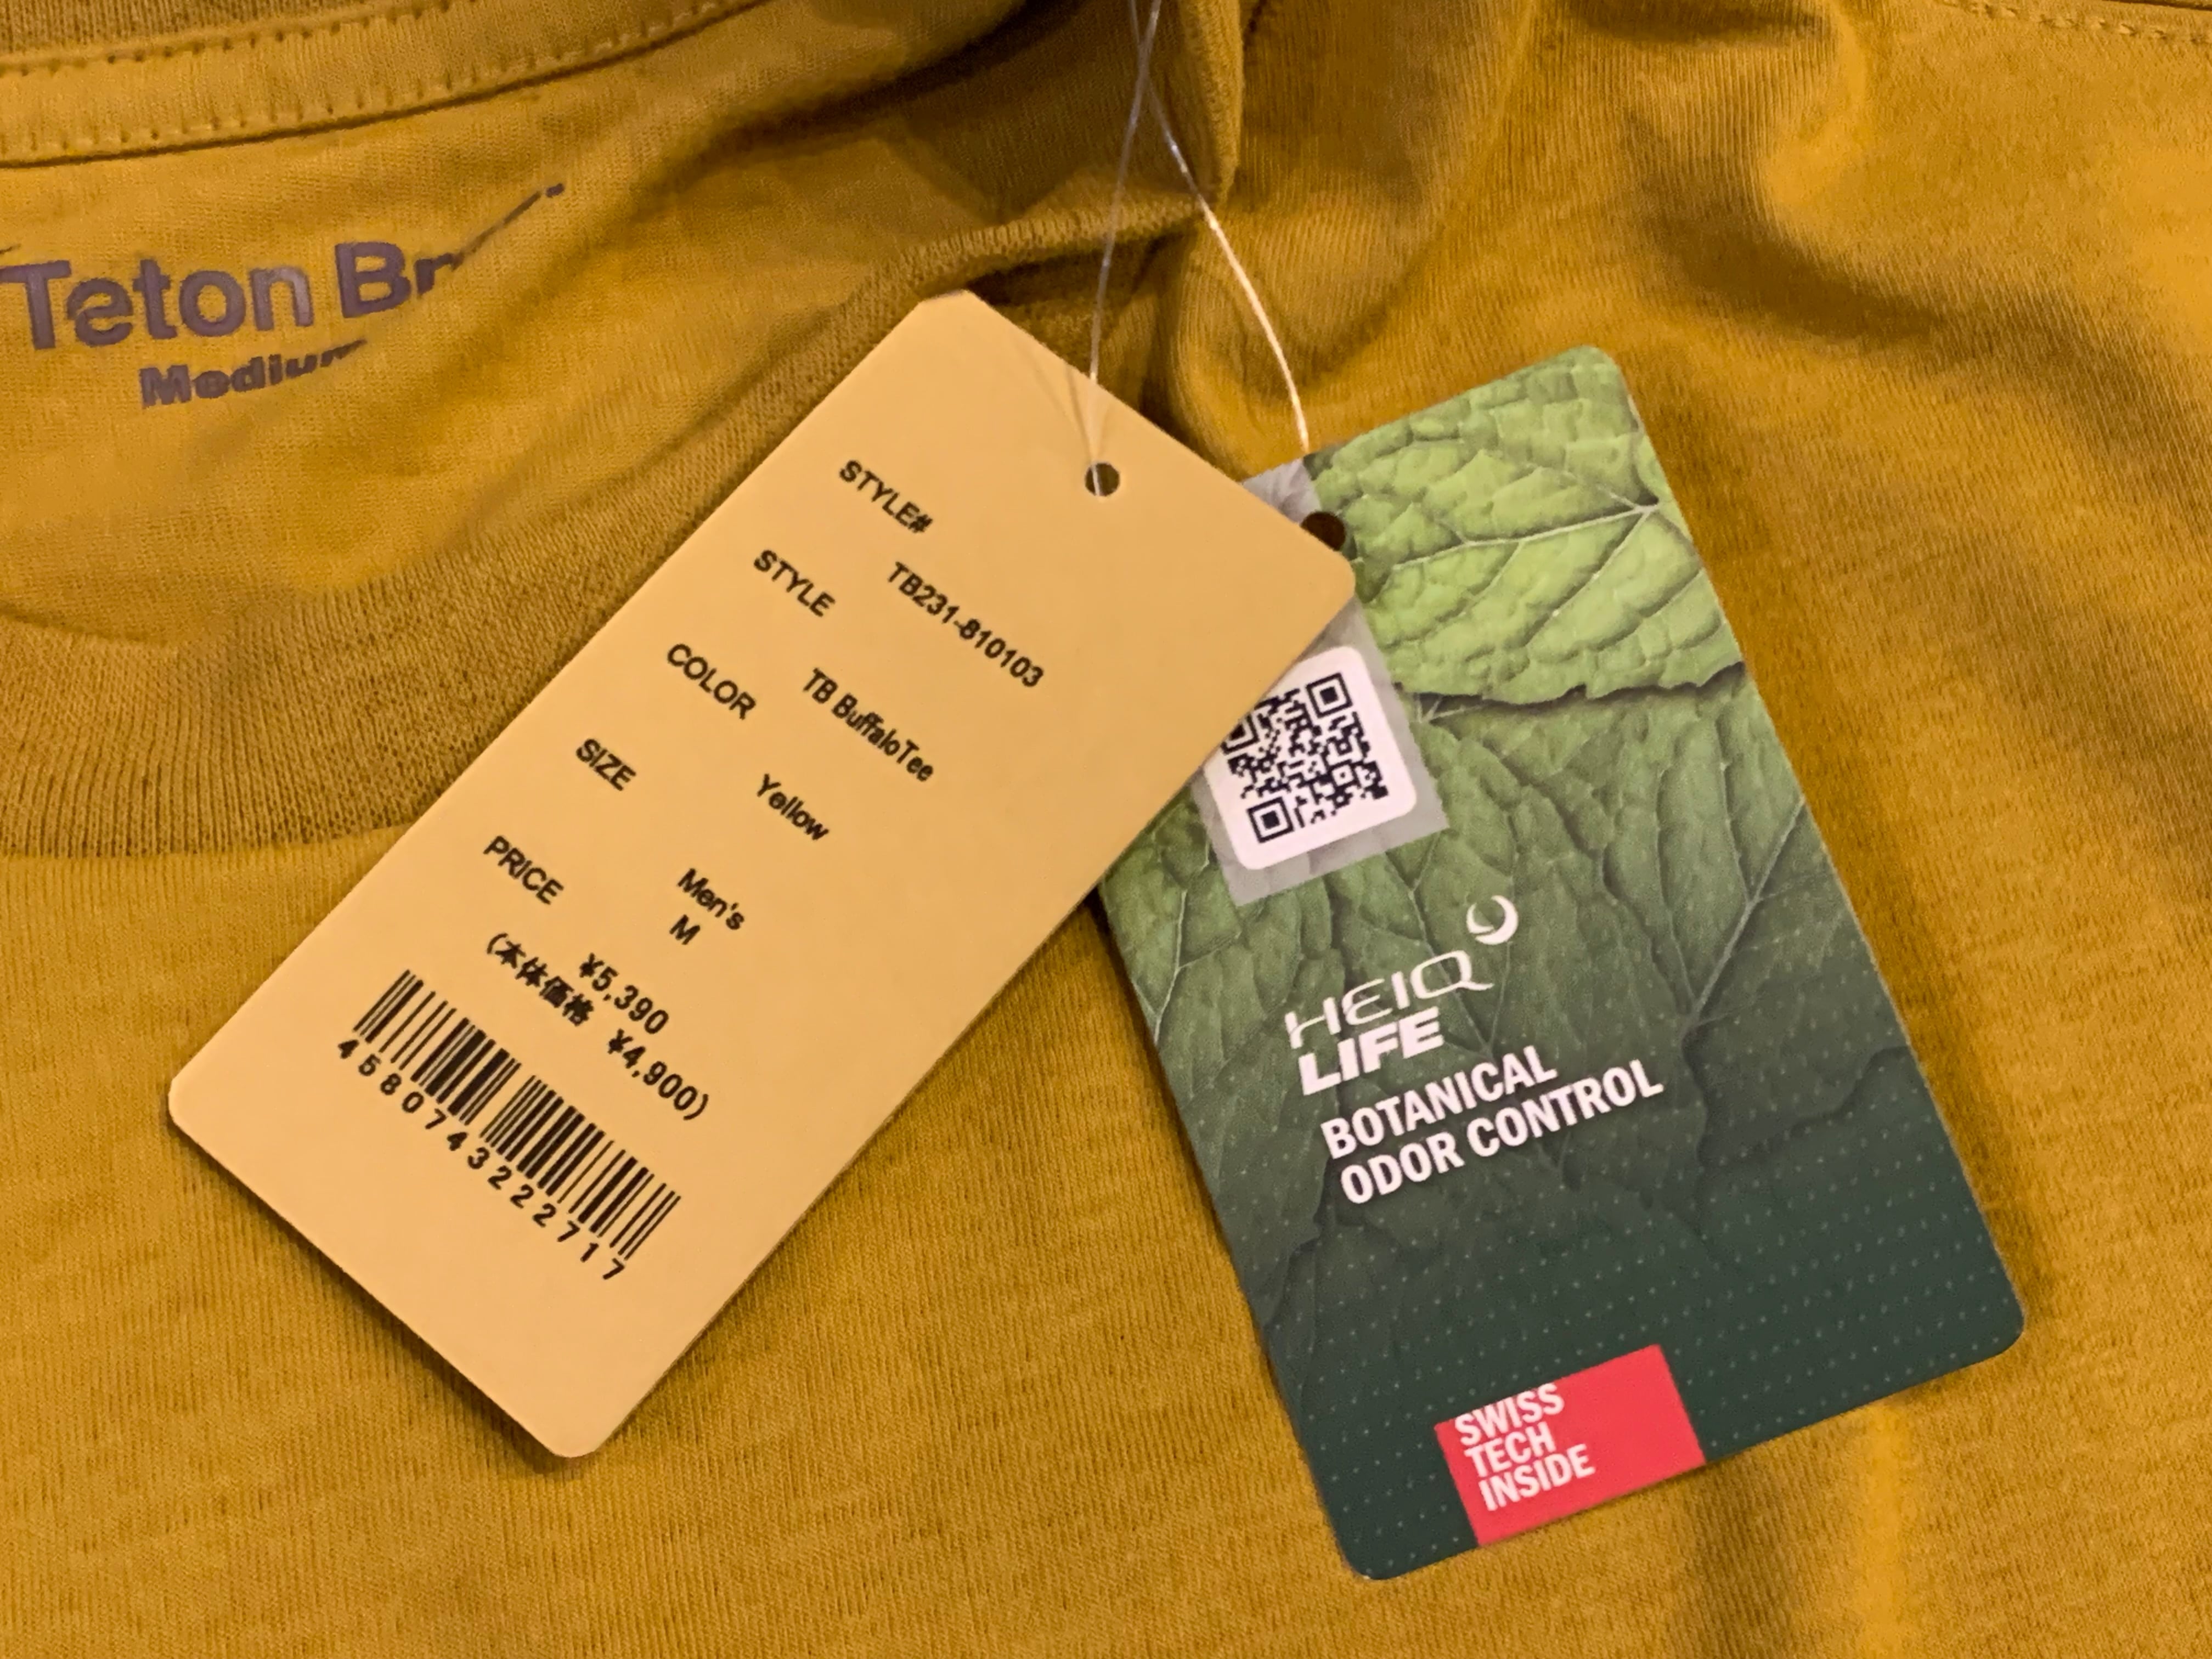 Teton Br
Medium
STYLE#
TB231-810103
STYLE
TB BuffaloTee
COLOR
Yellow
SIZE
Men's
M
PRICE
¥5,390
(本体価格 ¥4,900)
4580743222717
HEIQ
LIFE
BOTANICAL
ODOR CONTROL
SWISS
TECH
INSIDE